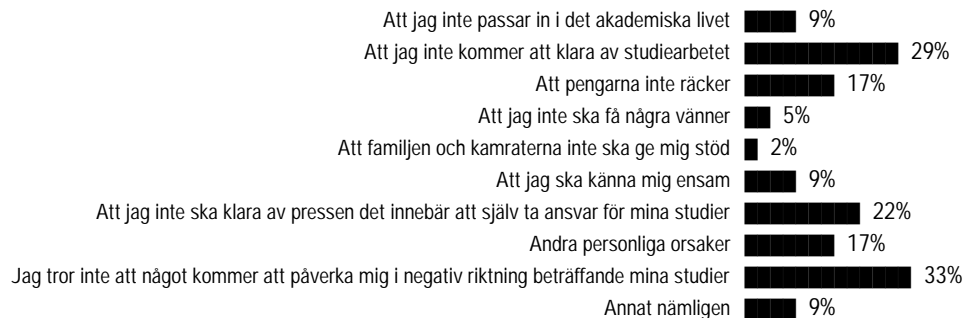 Att jag inte passar in i det akademiska livet 9%
Att jag inte kommer att klara av studiearbetet 29%
Att pengarna inte räcker 17%
Att jag inte ska få några vänner 5%
Att familjen och kamraterna inte ska ge mig stöd 2%
Att jag ska känna mig ensam 9%
Att jag inte ska klara av pressen det innebär att själv ta ansvar för mina studier 22%
Andra personliga orsaker 17%
Jag tror inte att något kommer att påverka mig i negativ riktning beträffande mina studier 33%
Annat nämligen 9%